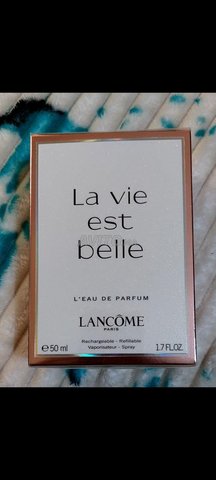 La vie
est
belle
L'EAU DE PARFUM
LANCÔME
PARIS
Rechargeable - Refillable
Vaporisateur - Spray
℮ 50 ml
1.7 FL.OZ.